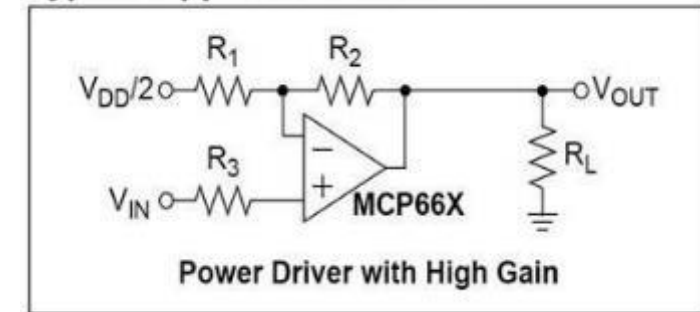 R1 R2
VDD/2 VOUT
R3 RL
VIN
MCP66X
Power Driver with High Gain